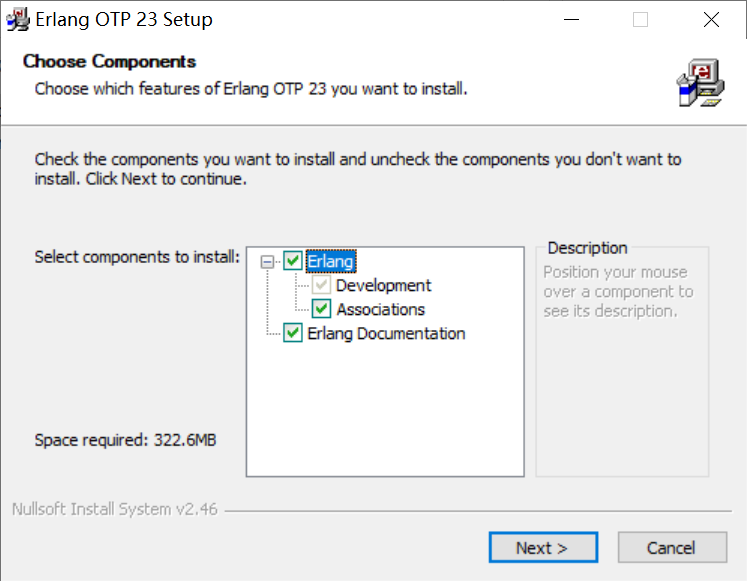 Erlang OTP 23 Setup
Choose Components
Choose which features of Erlang OTP 23 you want to install.
Check the components you want to install and uncheck the components you don't want to
install. Click Next to continue.
Select components to install:
Erlang
Development
Associations
Erlang Documentation
Description
Position your mouse
over a component to
see its description.
Space required: 322.6MB
Nullsoft Install System v2.46
Next >
Cancel